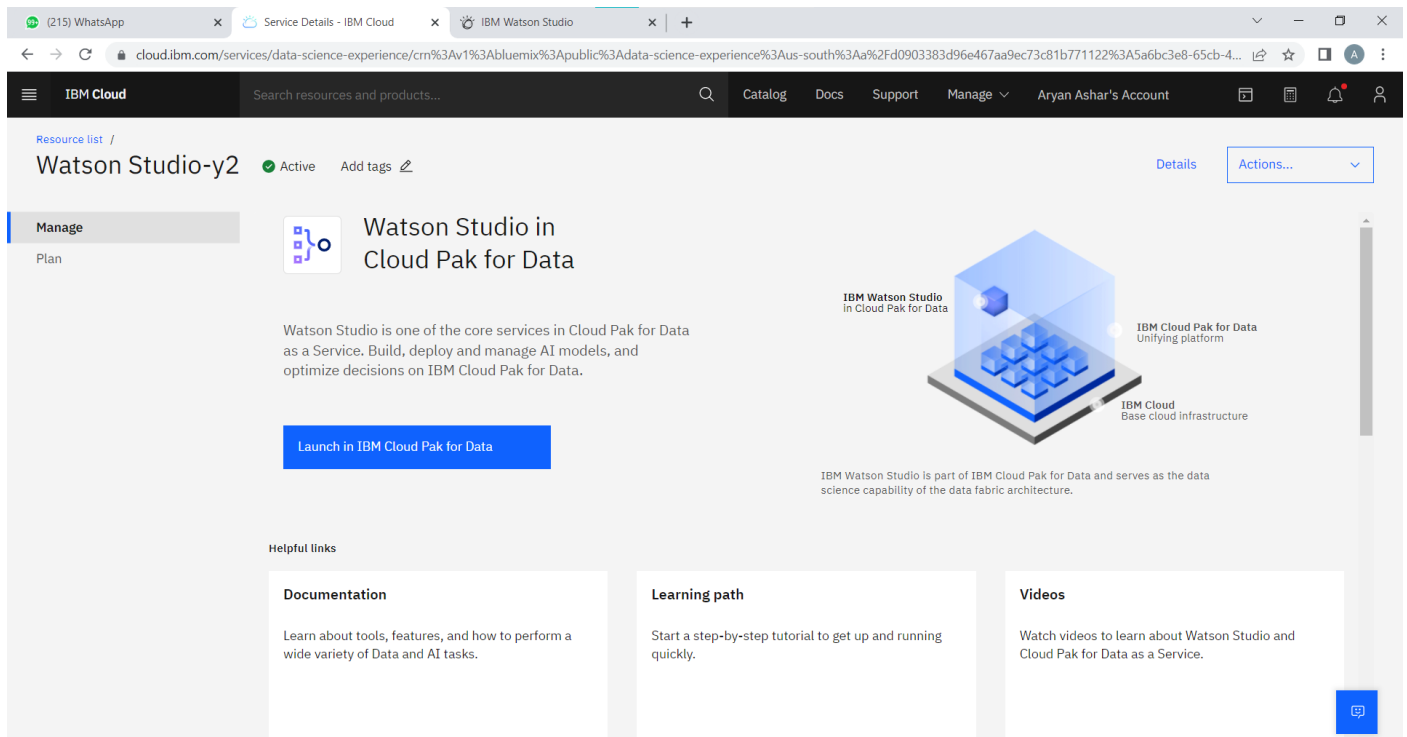 99+ (215) WhatsApp
Service Details - IBM Cloud
IBM Watson Studio
cloud.ibm.com/services/data-science-experience/crn%3Av1%3Abluemix%3Apublic%3Adata-science-experience%3Aus-south%3Aa%2Fd0903383d96e467aa9ec73c81b771122%3A5a6bc3e8-65cb-4...
A
IBM Cloud
Search resources and products...
Catalog
Docs
Support
Manage
Aryan Ashar's Account
Resource list /
Watson Studio-y2
Active
Add tags
Details
Actions...
Manage
Plan
Watson Studio in
Cloud Pak for Data
Watson Studio is one of the core services in Cloud Pak for Data
as a Service. Build, deploy and manage AI models, and
optimize decisions on IBM Cloud Pak for Data.
Launch in IBM Cloud Pak for Data
IBM Watson Studio
in Cloud Pak for Data
IBM Cloud Pak for Data
Unifying platform
IBM Cloud
Base cloud infrastructure
IBM Watson Studio is part of IBM Cloud Pak for Data and serves as the data
science capability of the data fabric architecture.
Helpful links
Documentation
Learn about tools, features, and how to perform a
wide variety of Data and AI tasks.
Learning path
Start a step-by-step tutorial to get up and running
quickly.
Videos
Watch videos to learn about Watson Studio and
Cloud Pak for Data as a Service.